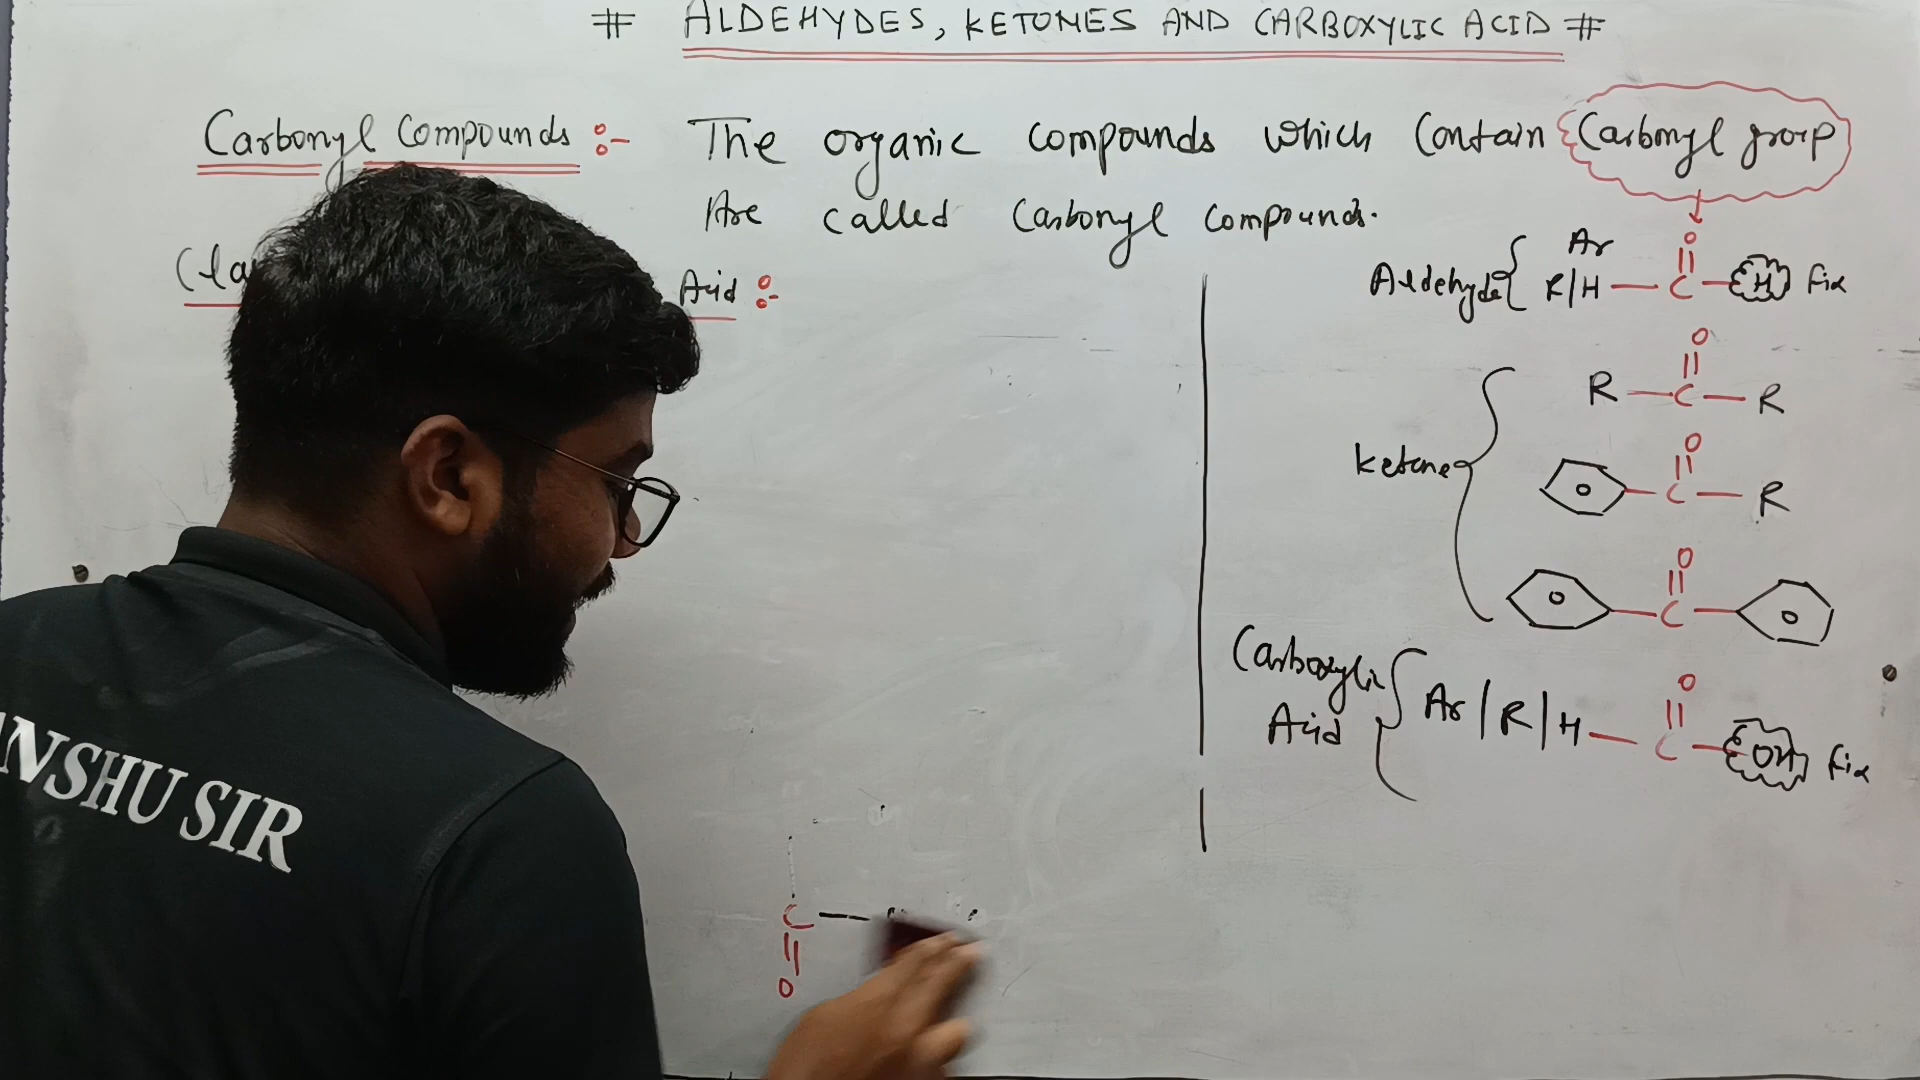 # ALDEHYDES, KETONES AND CARBOXYLIC ACID #
Carbonyl Compounds :- The organic compounds which contain Carbonyl group
Are called Carbonyl compounds.
Cla
Acid :-
Aldehyde { Ar
R/H — C — H Fix
O
O
R — C — R
Ketone {
O
C — R
O
C
Carboxylic Acid { Ar/R/H — C — OH Fix
O
C —
O
NSHU SIR